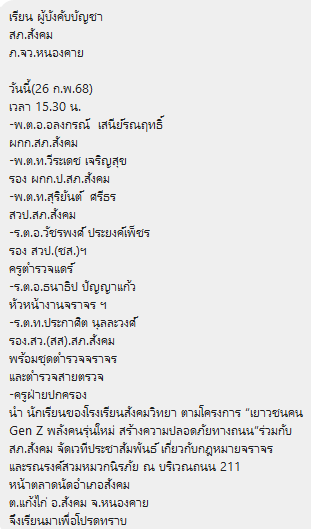 เรียน ผู้บังคับบัญชา
สภ.สังคม
ภ.จว.หนองคาย
วันนี้(26 ก.พ.68)
เวลา 15.30 น.
-พ.ต.อ.อลงกรณ์ เสนีย์รณฤทธิ์
ผกก.สภ.สังคม
-พ.ต.ท.วีระเดช เจริญสุข
รอง ผกก.ป.สภ.สังคม
-พ.ต.ท.สุริยันต์ ศรีธร
สวป.สภ.สังคม
-ร.ต.อ.วัชรพงศ์ ประยงค์เพ็ชร
รอง สวป.(ชส.)ฯ
ครูตำรวจแดร์
-ร.ต.อ.ธนาธิป ปัญญาแก้ว
หัวหน้างานจราจร ฯ
-ร.ต.ท.ประกาศิต นุลละวงศ์
รอง.สว.(สส).สภ.สังคม
พร้อมชุดตำรวจจราจร
และตำรวจสายตรวจ
-ครูฝ่ายปกครอง
นำ นักเรียนของโรงเรียนสังคมวิทยา ตามโครงการ "เยาวชนคน
Gen Z พลังคนรุ่นใหม่ สร้างความปลอดภัยทางถนน"ร่วมกับ
สภ.สังคม จัดเวทีประชาสัมพันธ์ เกี่ยวกับกฎหมายจราจร
และรณรงค์สวมหมวกนิรภัย ณ บริเวณถนน 211
หน้าตลาดนัดอำเภอสังคม
ต.แก้งไก่ อ.สังคม จ.หนองคาย
จึงเรียนมาเพื่อโปรดทราบ